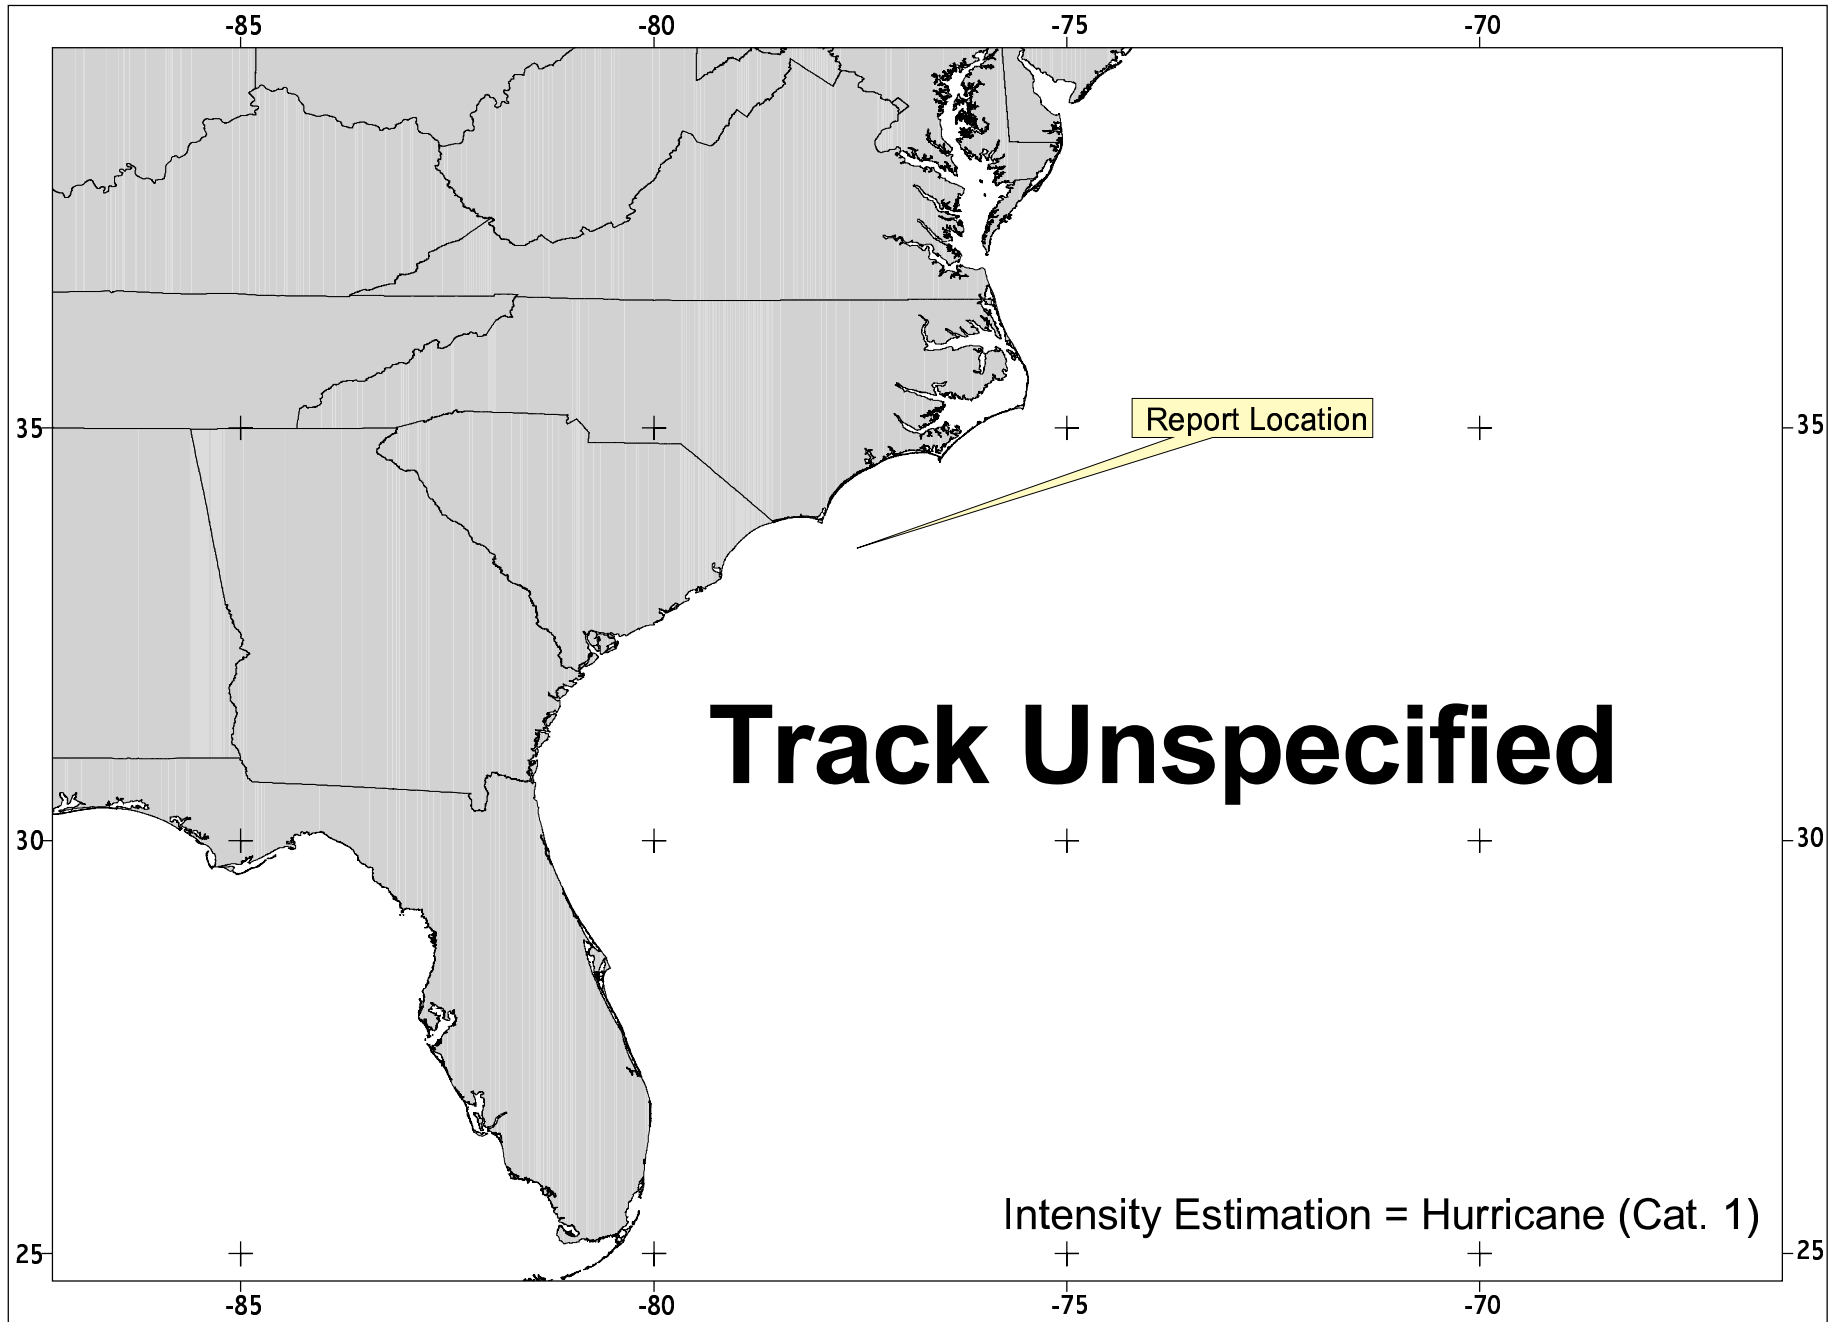 -85 -80 -75 -70
Report Location
35 35
Track Unspecified
30 30
Intensity Estimation = Hurricane (Cat. 1)
25 25
-85 -80 -75 -70